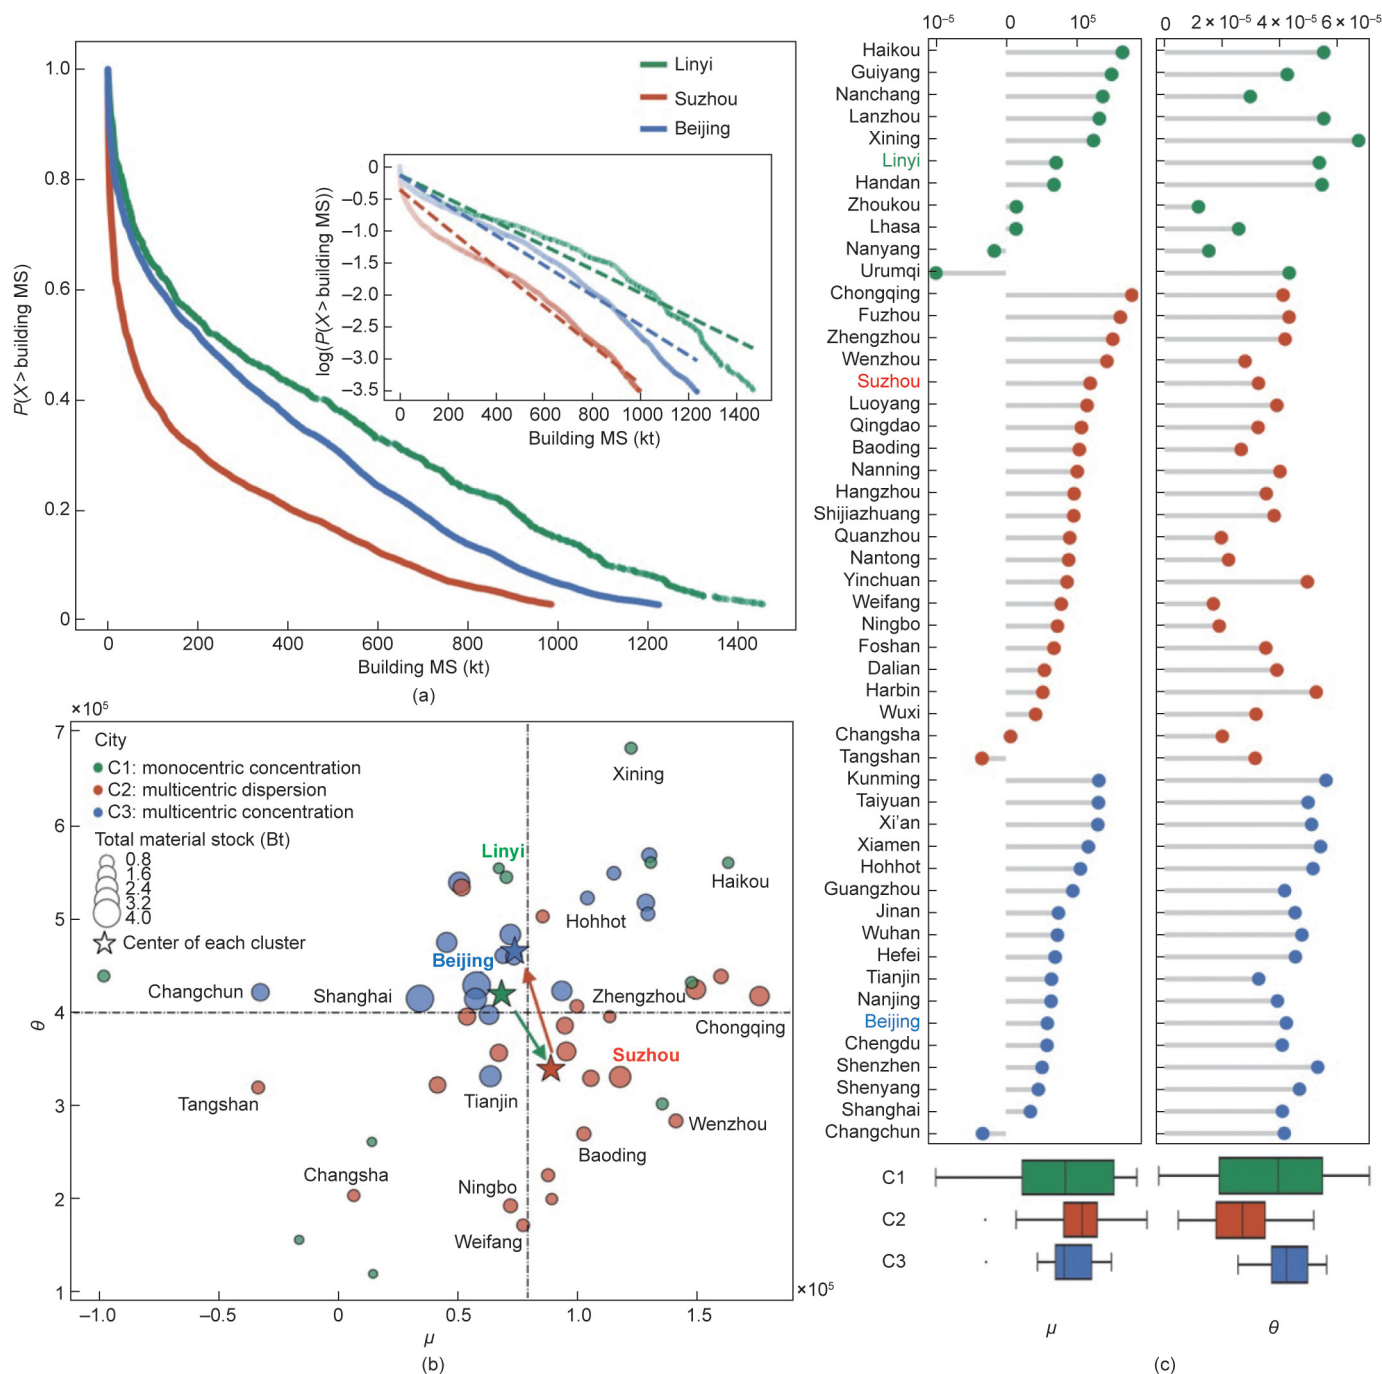 1.0
0.8
0.6
0.4
0.2
0
P(X > building MS)
Linyi
Suzhou
Beijing
0
−0.5
−1.0
−1.5
−2.0
−2.5
−3.0
−3.5
log(P(X > building MS))
0 200 400 600 800 1000 1200 1400
Building MS (kt)
0 200 400 600 800 1000 1200 1400
Building MS (kt)
(a)
×10⁵
7
6
5
4
3
2
1
θ
City
C1: monocentric concentration
C2: multicentric dispersion
C3: multicentric concentration
Total material stock (Bt)
0.8
1.6
2.4
3.2
4.0
Center of each cluster
Xining
Linyi
Haikou
Hohhot
Beijing
Changchun
Shanghai
Zhengzhou
Chongqing
Suzhou
Tangshan
Tianjin
Wenzhou
Baoding
Changsha
Ningbo
Weifang
×10⁵
−1.0 −0.5 0 0.5 1.0 1.5
μ
(b)
10⁻⁵ 0 10⁵
0 2 × 10⁻⁵ 4 × 10⁻⁵ 6 × 10⁻⁵
Haikou
Guiyang
Nanchang
Lanzhou
Xining
Linyi
Handan
Zhoukou
Lhasa
Nanyang
Urumqi
Chongqing
Fuzhou
Zhengzhou
Wenzhou
Suzhou
Luoyang
Qingdao
Baoding
Nanning
Hangzhou
Shijiazhuang
Quanzhou
Nantong
Yinchuan
Weifang
Ningbo
Foshan
Dalian
Harbin
Wuxi
Changsha
Tangshan
Kunming
Taiyuan
Xi'an
Xiamen
Hohhot
Guangzhou
Jinan
Wuhan
Hefei
Tianjin
Nanjing
Beijing
Chengdu
Shenzhen
Shenyang
Shanghai
Changchun
C1
C2
C3
μ θ
(c)